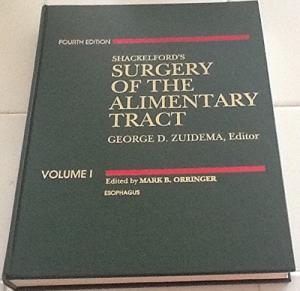 FOURTH EDITION
SHACKELFORD'S
SURGERY
OF THE
ALIMENTARY
TRACT
GEORGE D. ZUIDEMA, Editor
VOLUME I
Edited by MARK B. ORRINGER
ESOPHAGUS